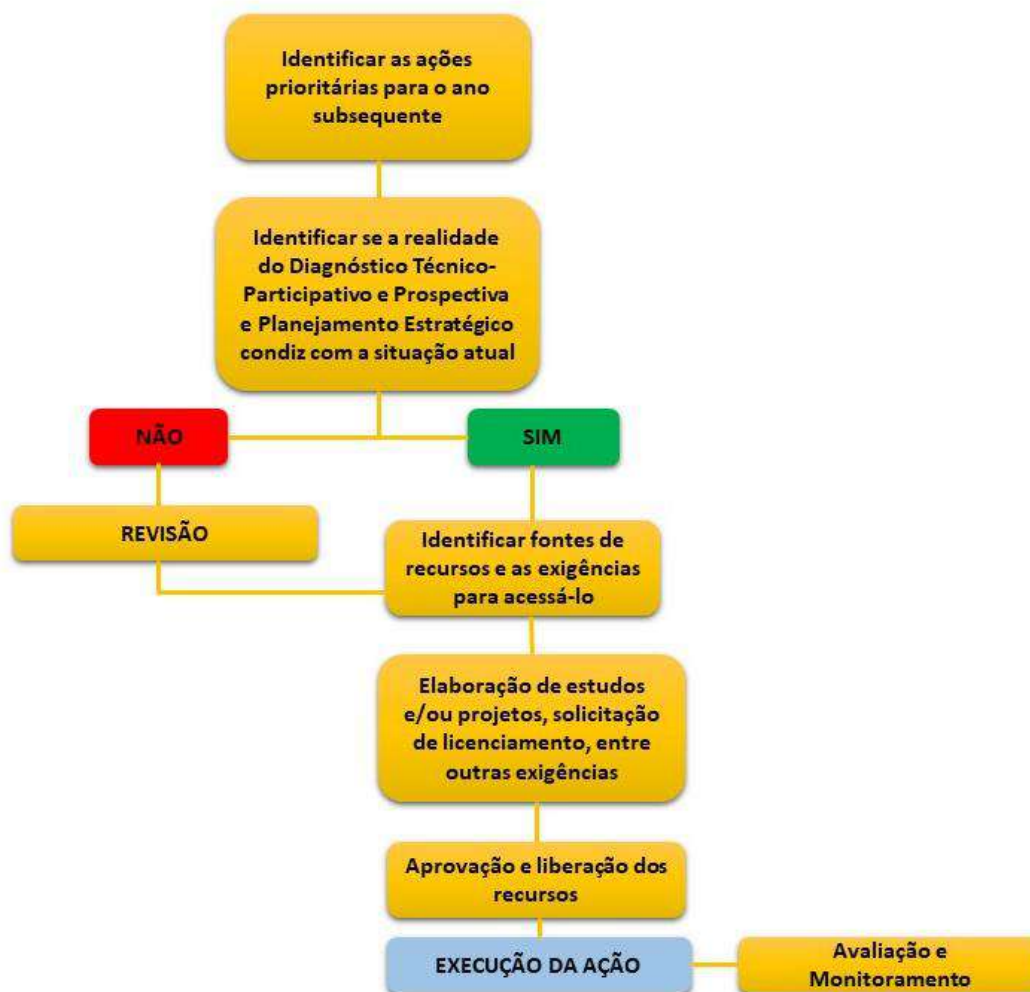 Identificar as ações
prioritárias para o ano
subsequente
Identificar se a realidade
do Diagnóstico Técnico-
Participativo e Prospectiva
e Planejamento Estratégico
condiz com a situação atual
NÃO
SIM
REVISÃO
Identificar fontes de
recursos e as exigências
para acessá-lo
Elaboração de estudos
e/ou projetos, solicitação
de licenciamento, entre
outras exigências
Aprovação e liberação dos
recursos
EXECUÇÃO DA AÇÃO
Avaliação e
Monitoramento